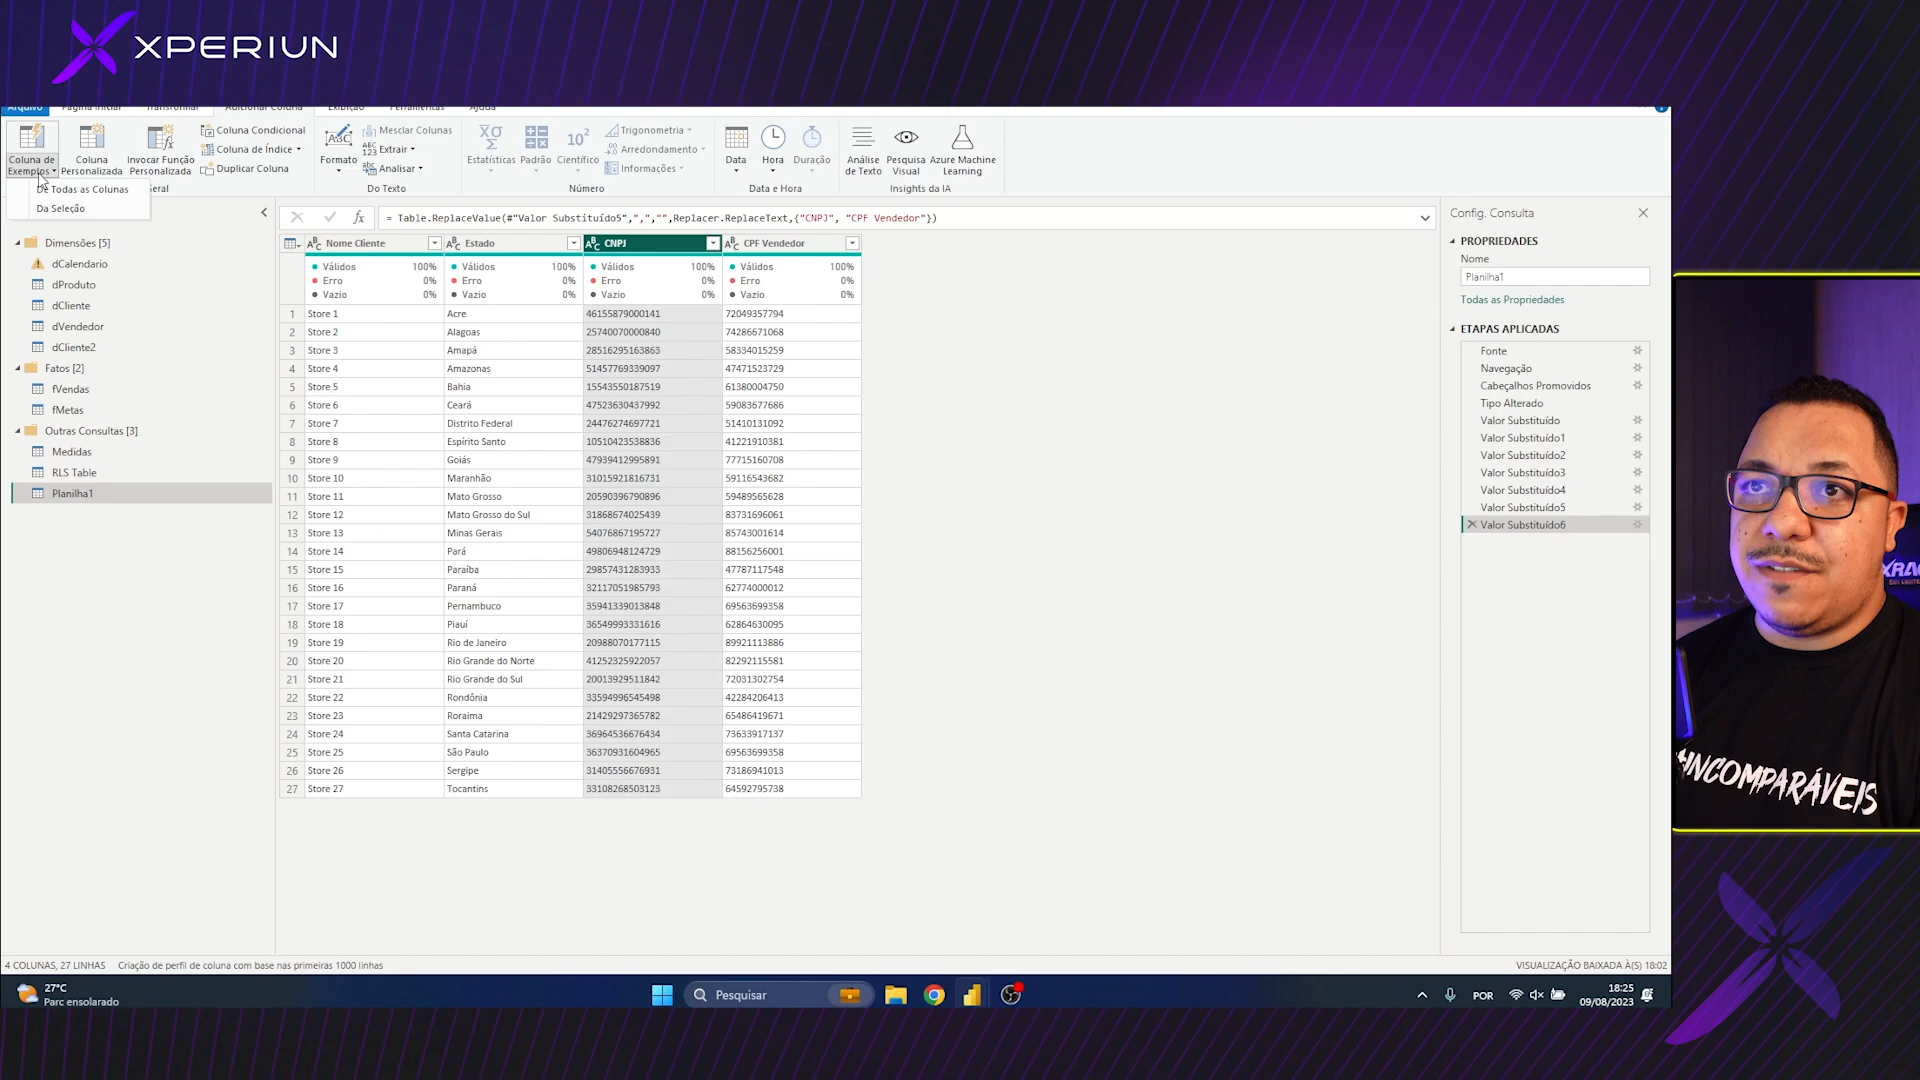 XPERIUN
Arquivo Página Inicial Transformar Adicionar Coluna Exibição Ferramentas Ajuda
Coluna de Exemplos
Coluna Personalizada
Invocar Função Personalizada
Coluna Condicional
Coluna de Índice
Duplicar Coluna
Geral
Formato
Mesclar Colunas
Extrair
Analisar
Do Texto
Estatísticas
Padrão
Científico
Trigonometria
Arredondamento
Informações
Número
Data
Hora
Duração
Data e Hora
Análise de Texto
Pesquisa Visual
Azure Machine Learning
Insights da IA
De Todas as Colunas
Da Seleção
= Table.ReplaceValue(#"Valor Substituído5",",","",Replacer.ReplaceText,{"CNPJ", "CPF Vendedor"})
Dimensões [5]
dCalendario
dProduto
dCliente
dVendedor
dCliente2
Fatos [2]
fVendas
fMetas
Outras Consultas [3]
Medidas
RLS Table
Planilha1
Nome Cliente Estado CNPJ CPF Vendedor
Válidos 100% Válidos 100% Válidos 100% Válidos 100%
Erro 0% Erro 0% Erro 0% Erro 0%
Vazio 0% Vazio 0% Vazio 0% Vazio 0%
1 Store 1 Acre 46155879000141 72049357794
2 Store 2 Alagoas 25740070000840 74286671068
3 Store 3 Amapá 28516295163863 58334015259
4 Store 4 Amazonas 51457769339097 47471523729
5 Store 5 Bahia 15543550187519 61380004750
6 Store 6 Ceará 47523630437992 59083677686
7 Store 7 Distrito Federal 24476274697721 51410131092
8 Store 8 Espírito Santo 10510423538836 41221910381
9 Store 9 Goiás 47939412995891 77715160708
10 Store 10 Maranhão 31015921816731 59116543682
11 Store 11 Mato Grosso 20590396790896 59489565628
12 Store 12 Mato Grosso do Sul 31868674025439 83731696061
13 Store 13 Minas Gerais 54076867195727 85743001614
14 Store 14 Pará 49806948124729 88156256001
15 Store 15 Paraíba 29857431283933 47787117548
16 Store 16 Paraná 32117051985793 62774000012
17 Store 17 Pernambuco 35941339013848 69563699358
18 Store 18 Piauí 36549993331616 62864630095
19 Store 19 Rio de Janeiro 20988070177115 89921113886
20 Store 20 Rio Grande do Norte 41252325922057 82292115581
21 Store 21 Rio Grande do Sul 20013929511842 72031302754
22 Store 22 Rondônia 33594996545498 42284206413
23 Store 23 Roraima 21429297365782 65486419671
24 Store 24 Santa Catarina 36964536676434 73633917137
25 Store 25 São Paulo 36370931604965 69563699358
26 Store 26 Sergipe 31405556676931 73186941013
27 Store 27 Tocantins 33108268503123 64592795738
Config. Consulta
PROPRIEDADES
Nome
Planilha1
Todas as Propriedades
ETAPAS APLICADAS
Fonte
Navegação
Cabeçalhos Promovidos
Tipo Alterado
Valor Substituído
Valor Substituído1
Valor Substituído2
Valor Substituído3
Valor Substituído4
Valor Substituído5
Valor Substituído6
#INCOMPARÁVEIS
4 COLUNAS, 27 LINHAS Criação de perfil de coluna com base nas primeiras 1000 linhas
VISUALIZAÇÃO BAIXADA À(S) 18:02
27°C
Parc ensolarado
Pesquisar
POR
18:25
09/08/2023